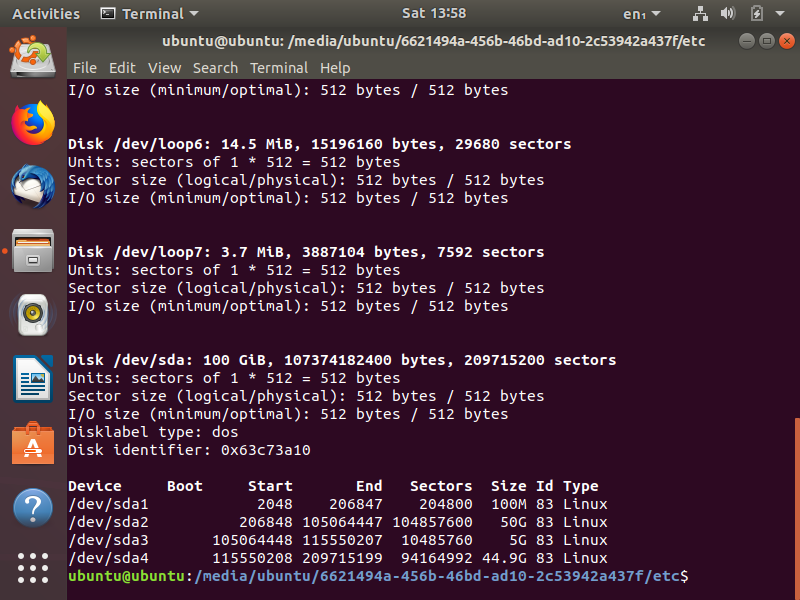 Activities Terminal Sat 13:58 en₁
ubuntu@ubuntu: /media/ubuntu/6621494a-456b-46bd-ad10-2c53942a437f/etc
File Edit View Search Terminal Help
I/O size (minimum/optimal): 512 bytes / 512 bytes
Disk /dev/loop6: 14.5 MiB, 15196160 bytes, 29680 sectors
Units: sectors of 1 * 512 = 512 bytes
Sector size (logical/physical): 512 bytes / 512 bytes
I/O size (minimum/optimal): 512 bytes / 512 bytes
Disk /dev/loop7: 3.7 MiB, 3887104 bytes, 7592 sectors
Units: sectors of 1 * 512 = 512 bytes
Sector size (logical/physical): 512 bytes / 512 bytes
I/O size (minimum/optimal): 512 bytes / 512 bytes
Disk /dev/sda: 100 GiB, 107374182400 bytes, 209715200 sectors
Units: sectors of 1 * 512 = 512 bytes
Sector size (logical/physical): 512 bytes / 512 bytes
I/O size (minimum/optimal): 512 bytes / 512 bytes
Disklabel type: dos
Disk identifier: 0x63c73a10
Device     Boot     Start       End   Sectors  Size Id Type
/dev/sda1            2048    206847    204800  100M 83 Linux
/dev/sda2          206848 105064447 104857600   50G 83 Linux
/dev/sda3       105064448 115550207  10485760    5G 83 Linux
/dev/sda4       115550208 209715199  94164992 44.9G 83 Linux
ubuntu@ubuntu:/media/ubuntu/6621494a-456b-46bd-ad10-2c53942a437f/etc$